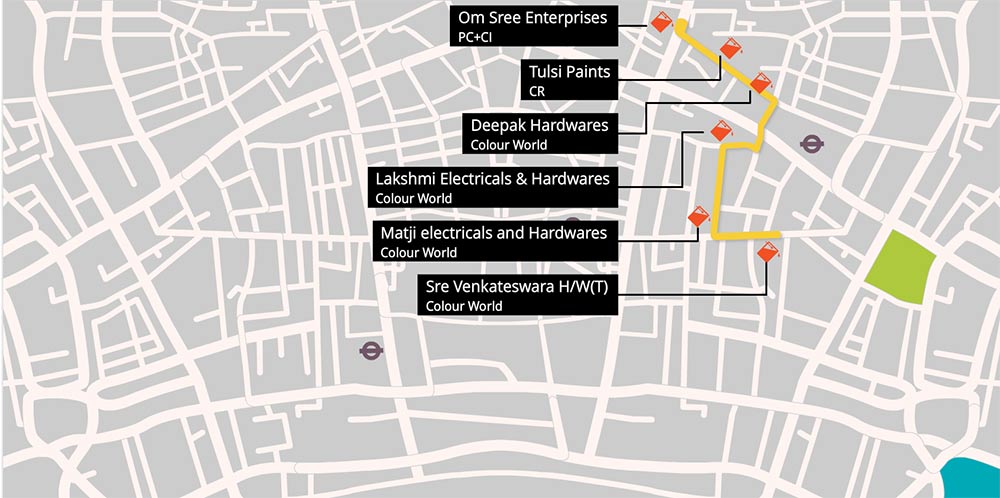 Om Sree Enterprises
PC+CI
Tulsi Paints
CR
Deepak Hardwares
Colour World
Lakshmi Electricals & Hardwares
Colour World
Matji electricals and Hardwares
Colour World
Sre Venkateswara H/W(T)
Colour World